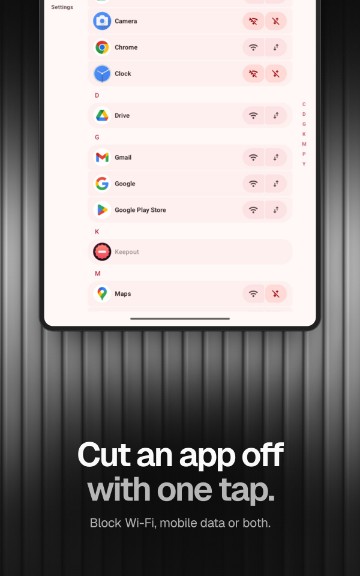 Settings
Camera
Chrome
Clock
D
Drive
G
Gmail
Google
Google Play Store
K
Keepout
M
Maps
C
D
G
K
M
P
Y
Cut an app off
with one tap.
Block Wi-Fi, mobile data or both.